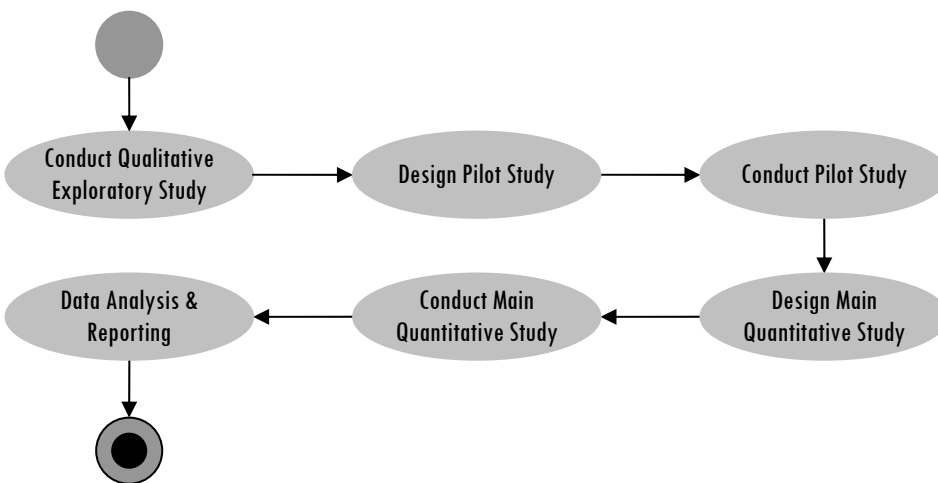 Conduct Qualitative
Exploratory Study
Design Pilot Study
Conduct Pilot Study
Design Main
Quantitative Study
Conduct Main
Quantitative Study
Data Analysis &
Reporting